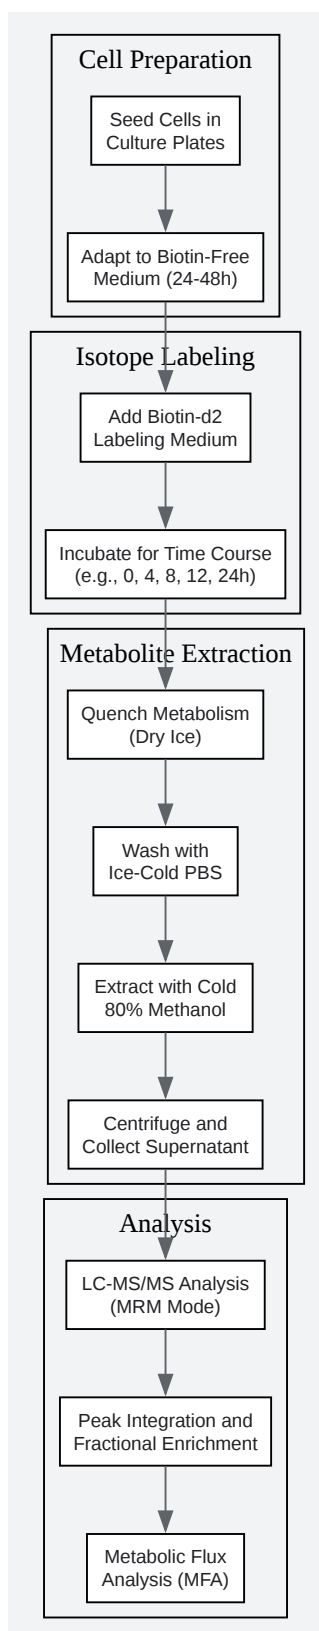 Cell Preparation
Seed Cells in
Culture Plates
Adapt to Biotin-Free
Medium (24-48h)
Isotope Labeling
Add Biotin-d2
Labeling Medium
Incubate for Time Course
(e.g., 0, 4, 8, 12, 24h)
Metabolite Extraction
Quench Metabolism
(Dry Ice)
Wash with
Ice-Cold PBS
Extract with Cold
80% Methanol
Centrifuge and
Collect Supernatant
Analysis
LC-MS/MS Analysis
(MRM Mode)
Peak Integration and
Fractional Enrichment
Metabolic Flux
Analysis (MFA)